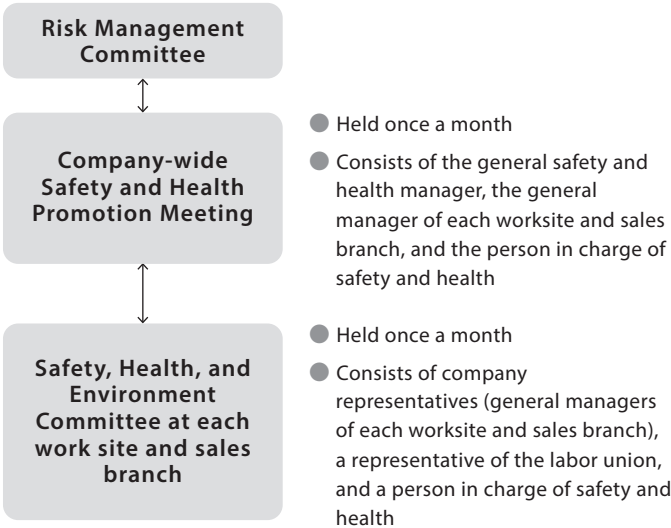 Risk Management
Committee
Company-wide
Safety and Health
Promotion Meeting
● Held once a month
● Consists of the general safety and
health manager, the general
manager of each worksite and sales
branch, and the person in charge of
safety and health
Safety, Health, and
Environment
Committee at each
work site and sales
branch
● Held once a month
● Consists of company
representatives (general managers
of each worksite and sales branch),
a representative of the labor union,
and a person in charge of safety and
health